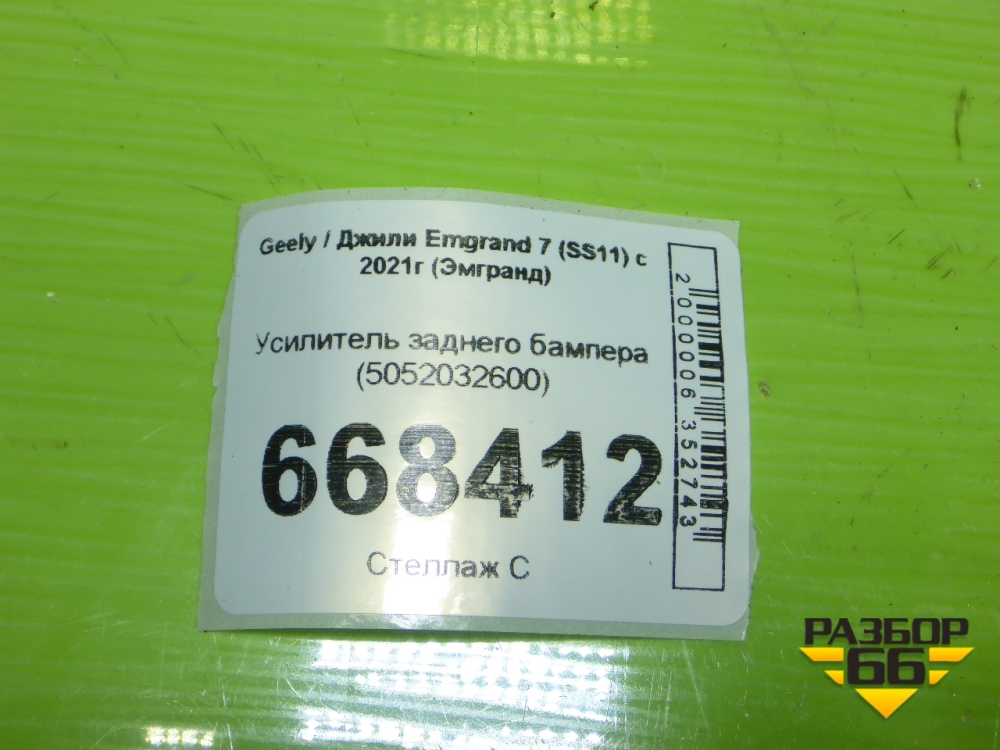 Geely / Джили Emgrand 7 (SS11) с
2021г (Эмгранд)
Усилитель заднего бампера
(5052032600)
668412
Стеллаж С
2000006352743
РАЗБОР
66